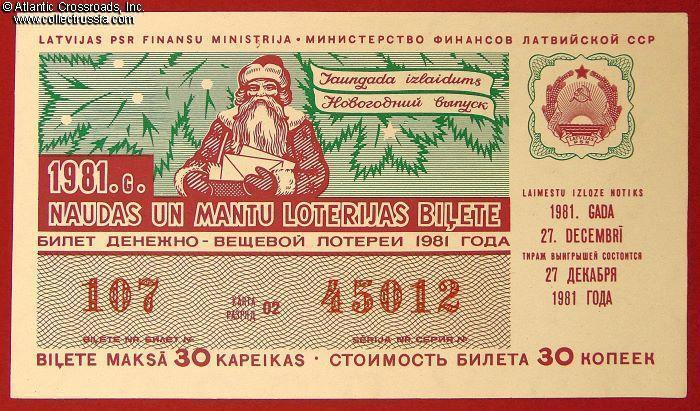 © Atlantic Crossroads, Inc.
www.collectrussia.com
LATVIJAS PSR FINANSU MINISTRIJA • МИНИСТЕРСТВО ФИНАНСОВ ЛАТВИЙСКОЙ ССР
Jaungada izlaidums
Новогодний выпуск
1981.G.
NAUDAS UN MANTU LOTERIJAS BIĻETE
БИЛЕТ ДЕНЕЖНО - ВЕЩЕВОЙ ЛОТЕРЕИ 1981 ГОДА
LAIMESTU IZLOZE NOTIKS
1981. GADA
27. DECEMBRĪ
ТИРАЖ ВЫИГРЫШЕЙ СОСТОИТСЯ
27 ДЕКАБРЯ
1981 ГОДА
107 KĀRTA РАЗРЯД 02 45012
BIĻETE NR. БИЛЕТ № SĒRIJA NR. СЕРИЯ №
BIĻETE MAKSĀ 30 KAPEIKAS • СТОИМОСТЬ БИЛЕТА 30 КОПЕЕК